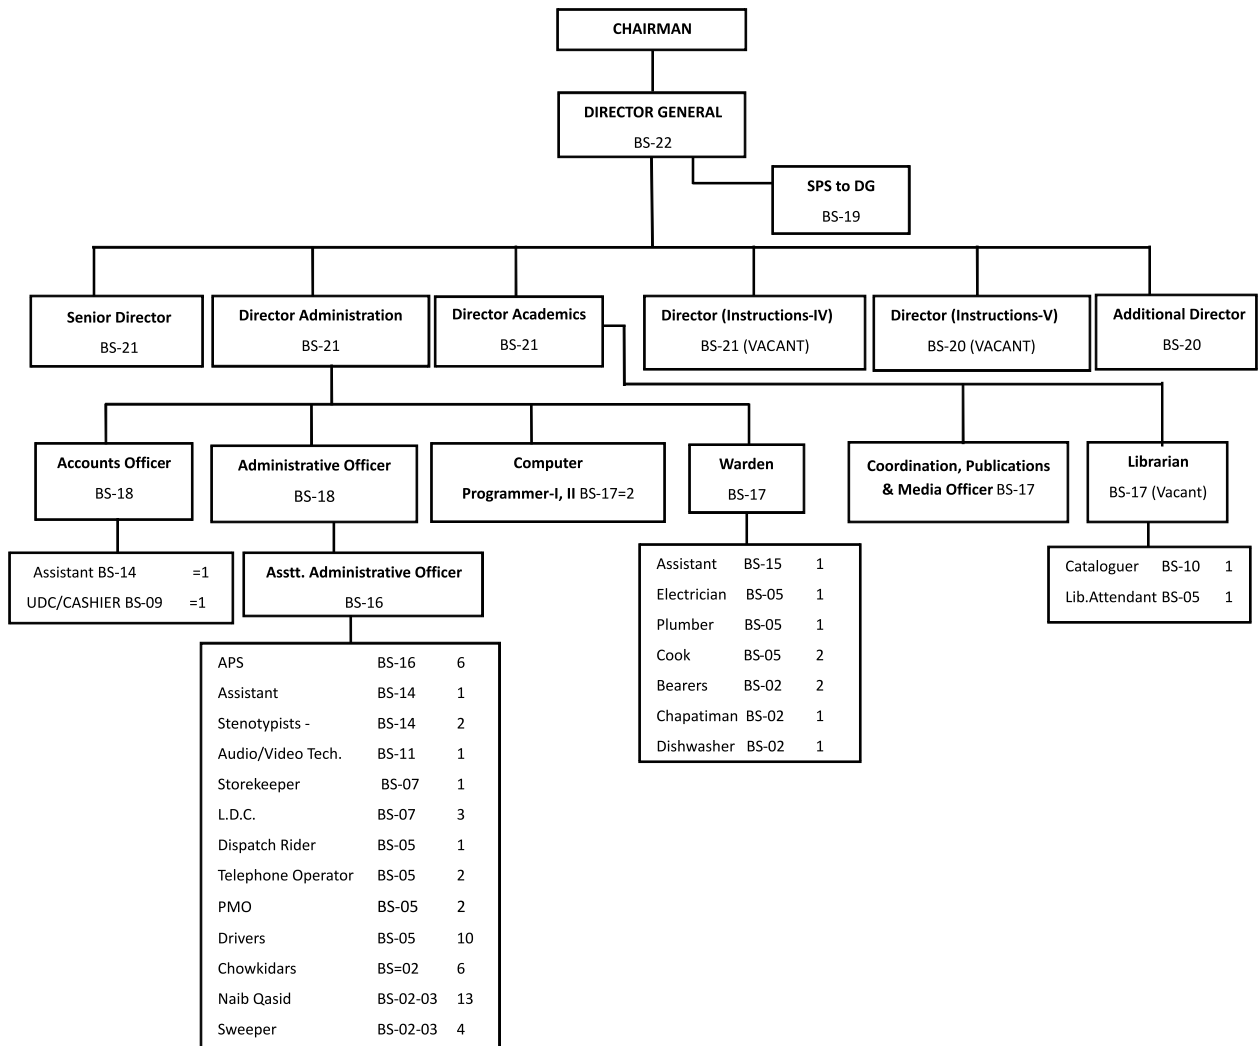 CHAIRMAN
DIRECTOR GENERAL
BS-22
SPS to DG
BS-19
Senior Director
BS-21
Director Administration
BS-21
Director Academics
BS-21
Director (Instructions-IV)
BS-21 (VACANT)
Director (Instructions-V)
BS-20 (VACANT)
Additional Director
BS-20
Accounts Officer
BS-18
Administrative Officer
BS-18
Computer
Programmer-I, II BS-17=2
Warden
BS-17
Coordination, Publications
& Media Officer BS-17
Librarian
BS-17 (Vacant)
Assistant BS-14 =1
UDC/CASHIER BS-09 =1
Asstt. Administrative Officer
BS-16
Assistant BS-15 1
Electrician BS-05 1
Plumber BS-05 1
Cook BS-05 2
Bearers BS-02 2
Chapatiman BS-02 1
Dishwasher BS-02 1
Cataloguer BS-10 1
Lib.Attendant BS-05 1
APS BS-16 6
Assistant BS-14 1
Stenotypists - BS-14 2
Audio/Video Tech. BS-11 1
Storekeeper BS-07 1
L.D.C. BS-07 3
Dispatch Rider BS-05 1
Telephone Operator BS-05 2
PMO BS-05 2
Drivers BS-05 10
Chowkidars BS=02 6
Naib Qasid BS-02-03 13
Sweeper BS-02-03 4